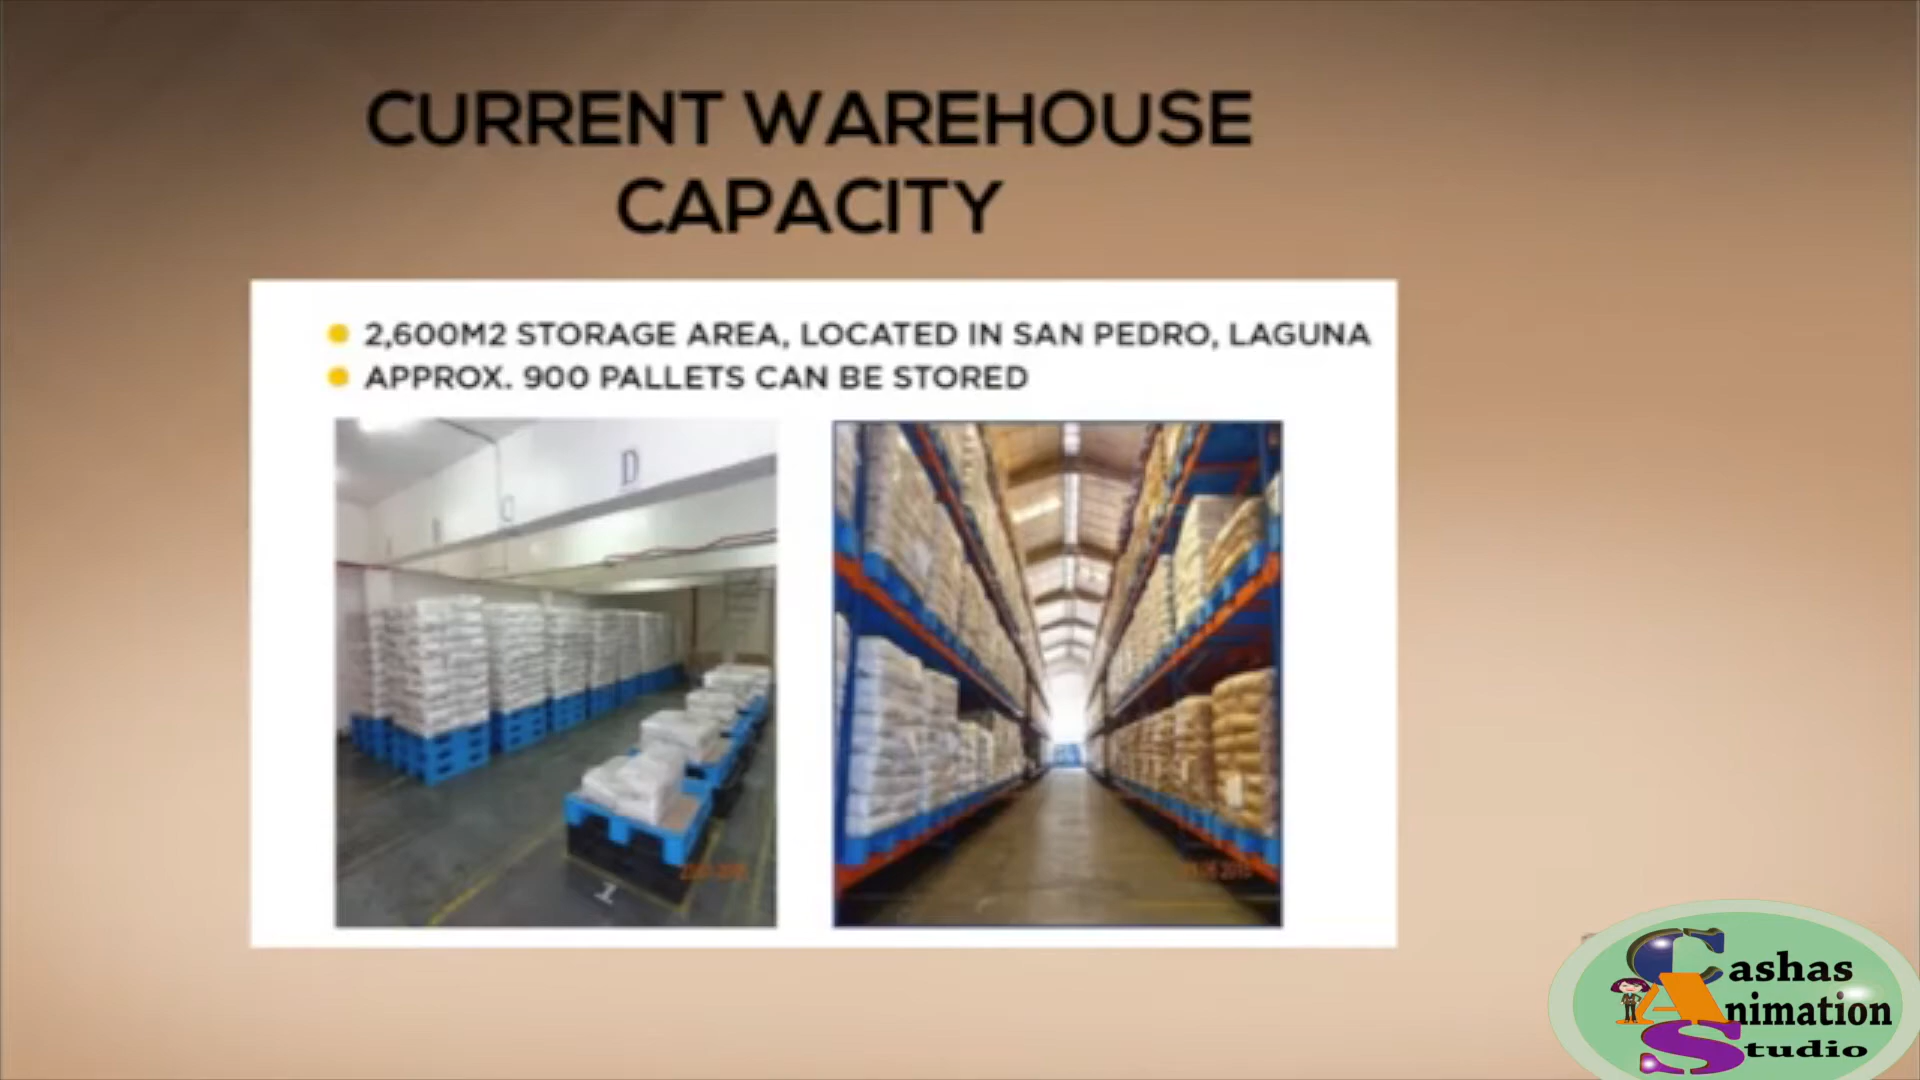 CURRENT WAREHOUSE
CAPACITY
2,600M2 STORAGE AREA, LOCATED IN SAN PEDRO, LAGUNA
APPROX. 900 PALLETS CAN BE STORED
D
1
Cashas
Animation
Studio